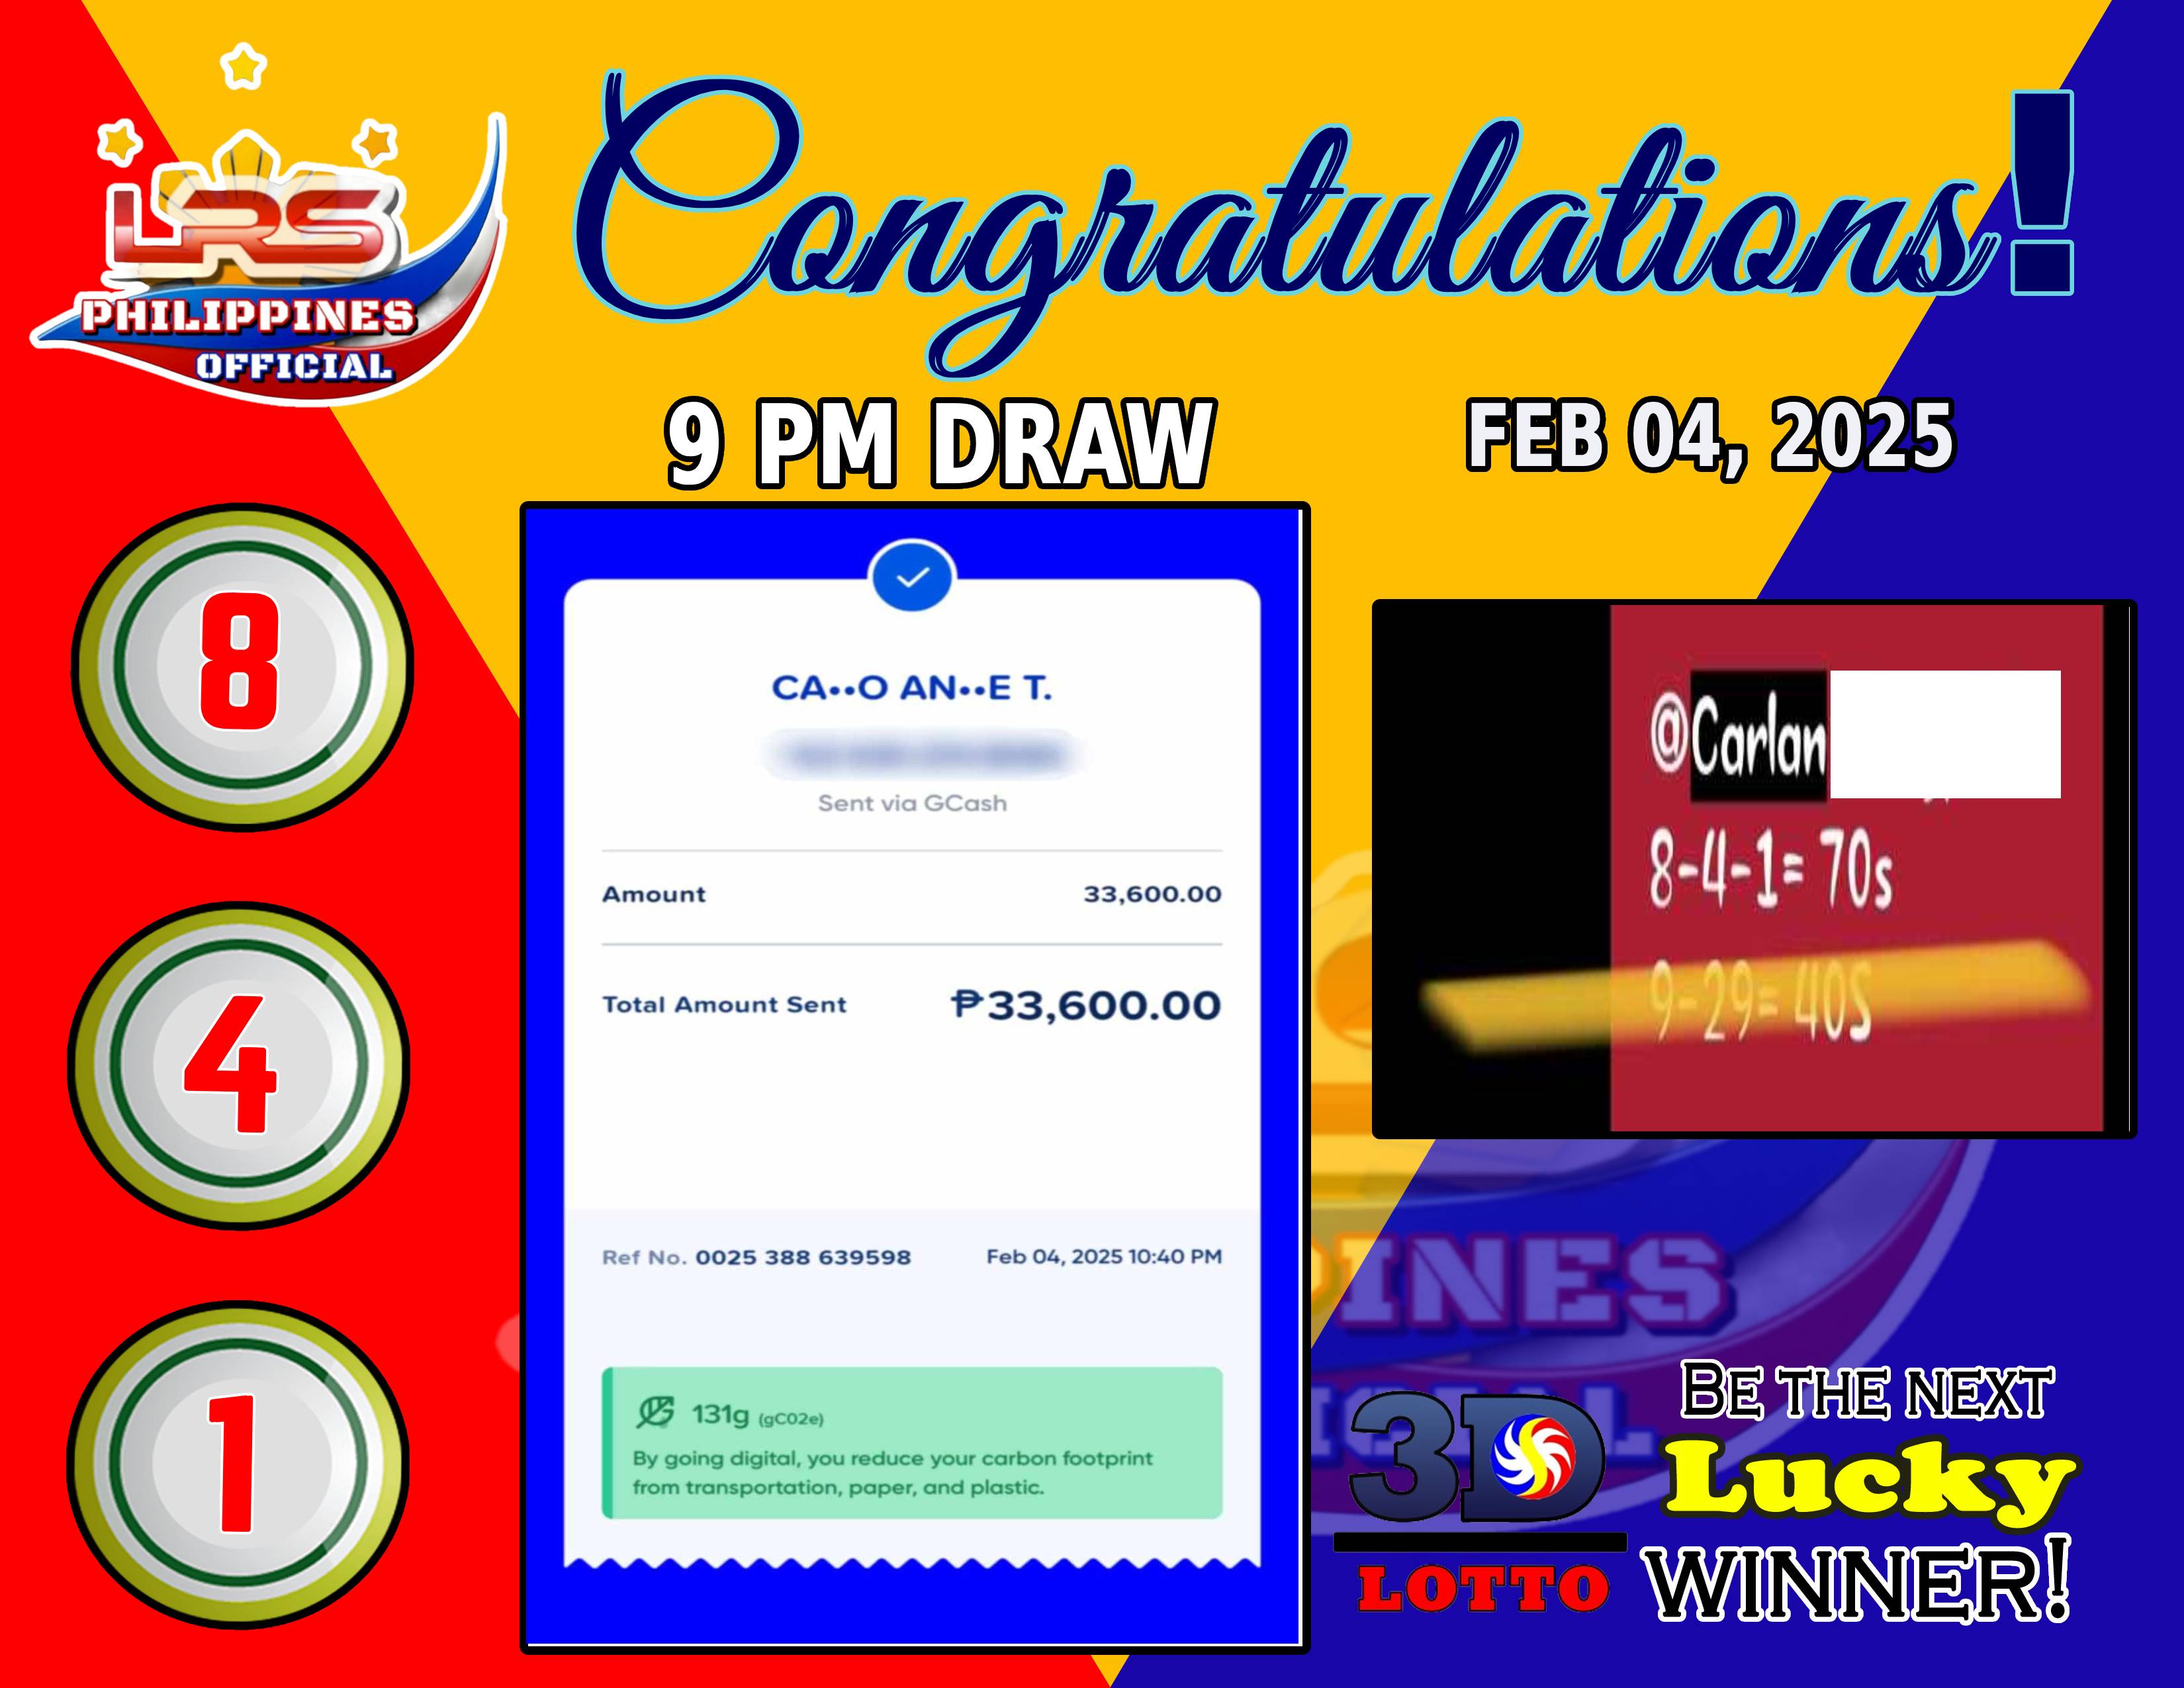 Congratulations!
LRS
PHILIPPINES
OFFICIAL
9 PM DRAW
FEB 04, 2025
8
4
1
CA••O AN••E T.
Sent via GCash
Amount 33,600.00
Total Amount Sent ₱33,600.00
Ref No. 0025 388 639598 Feb 04, 2025 10:40 PM
131g (gCO2e)
By going digital, you reduce your carbon footprint
from transportation, paper, and plastic.
@Carlan
8-4-1= 70s
9-29= 40S
PINES
ICIAL
3D
LOTTO
BE THE NEXT
Lucky
WINNER!